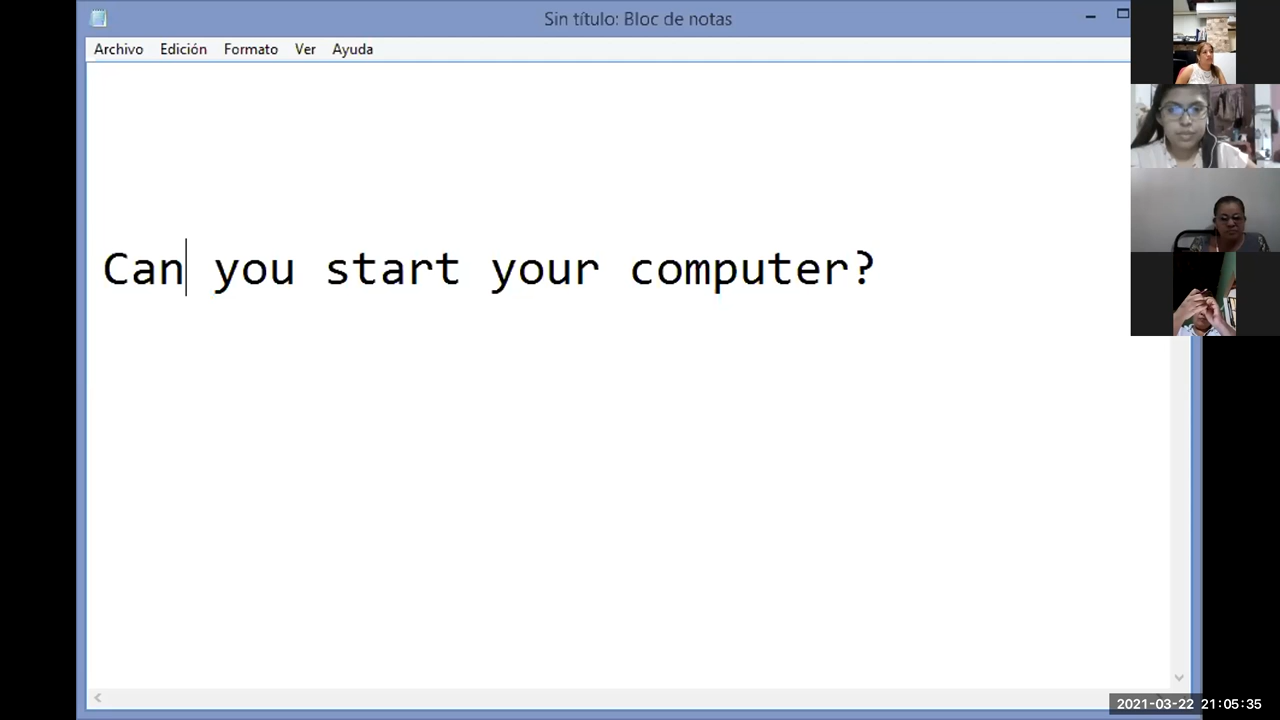 Sin título: Bloc de notas
Archivo Edición Formato Ver Ayuda
Can you start your computer?
2021-03-22 21:05:35